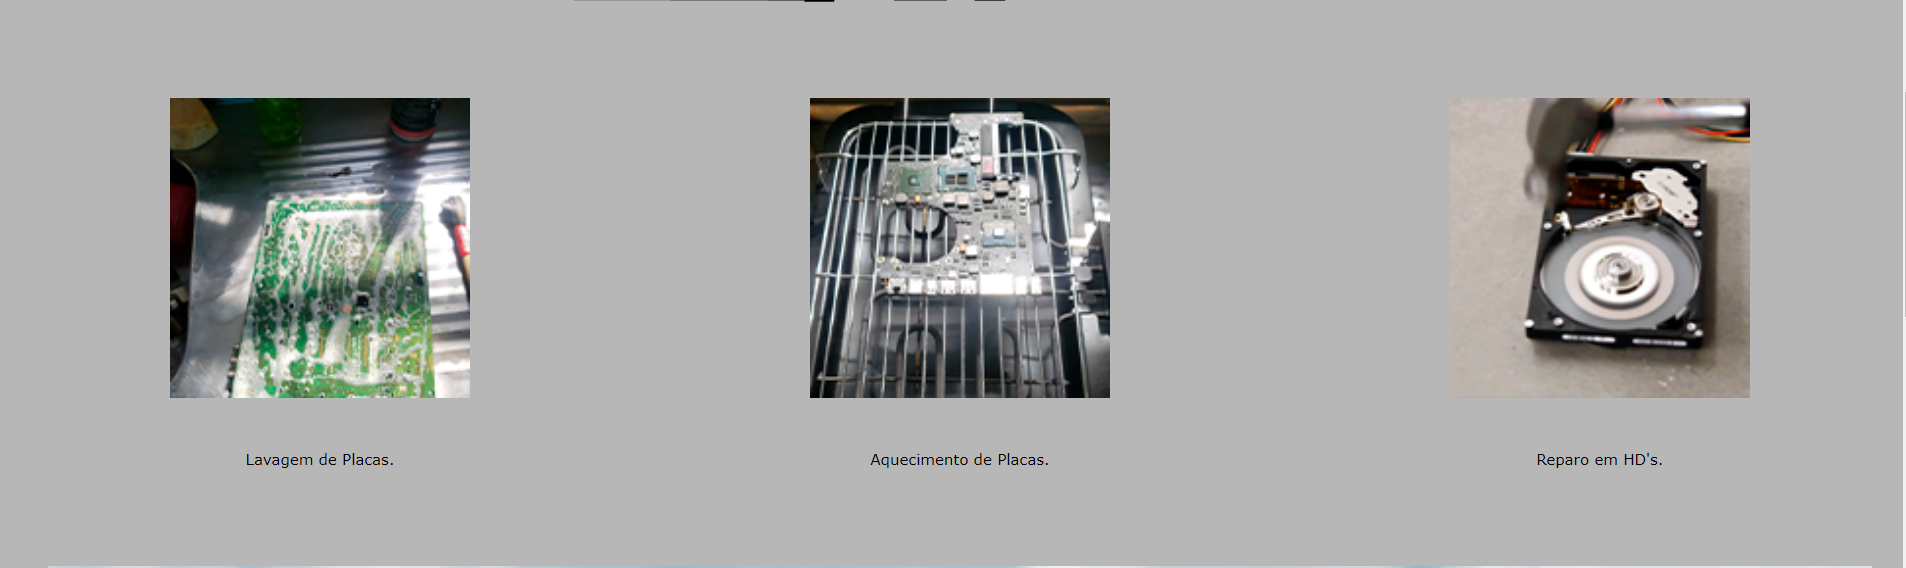 Lavagem de Placas.
Aquecimento de Placas.
Reparo em HD's.